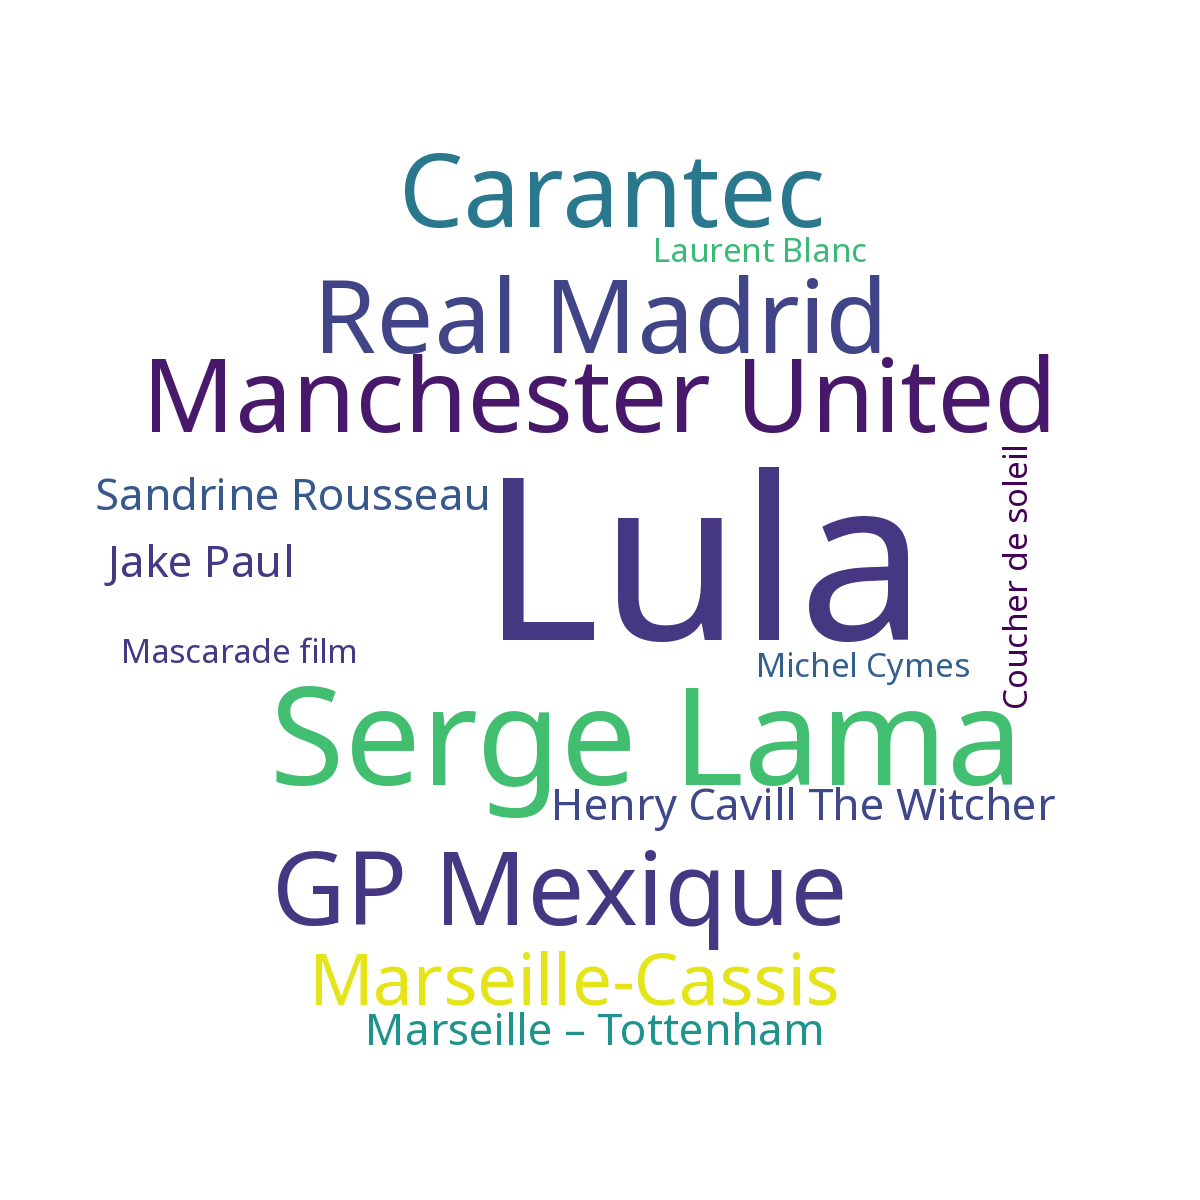 Carantec
Laurent Blanc
Real Madrid
Manchester United
Sandrine Rousseau
Lula
Coucher de soleil
Jake Paul
Mascarade film
Michel Cymes
Serge Lama
Henry Cavill The Witcher
GP Mexique
Marseille-Cassis
Marseille – Tottenham